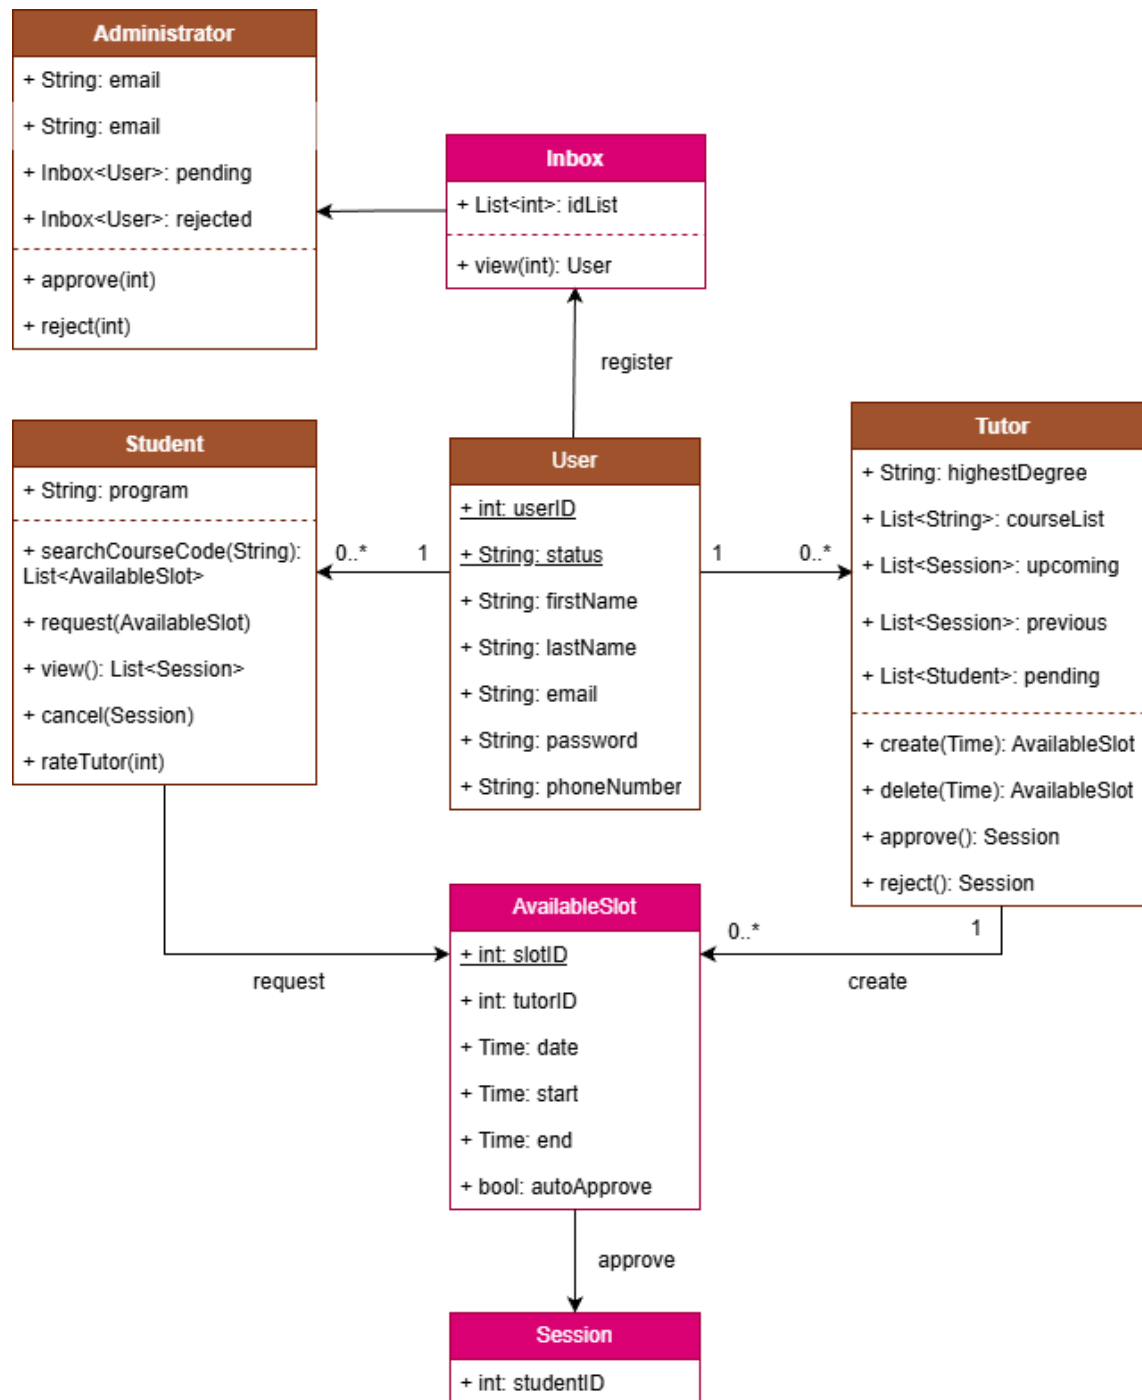 Administrator
+ String: email
+ String: email
+ Inbox<User>: pending
+ Inbox<User>: rejected
+ approve(int)
+ reject(int)
Inbox
+ List<int>: idList
+ view(int): User
register
Student
+ String: program
+ searchCourseCode(String):
List<AvailableSlot>
+ request(AvailableSlot)
+ view(): List<Session>
+ cancel(Session)
+ rateTutor(int)
0..*
1
User
+ int: userID
+ String: status
+ String: firstName
+ String: lastName
+ String: email
+ String: password
+ String: phoneNumber
1
0..*
Tutor
+ String: highestDegree
+ List<String>: courseList
+ List<Session>: upcoming
+ List<Session>: previous
+ List<Student>: pending
+ create(Time): AvailableSlot
+ delete(Time): AvailableSlot
+ approve(): Session
+ reject(): Session
request
AvailableSlot
+ int: slotID
+ int: tutorID
+ Time: date
+ Time: start
+ Time: end
+ bool: autoApprove
0..*
1
create
approve
Session
+ int: studentID